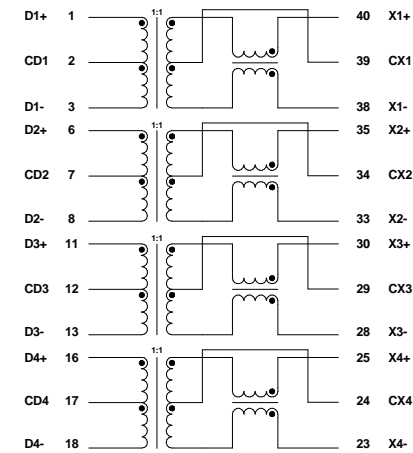 D1+ 1 1:1 40 X1+
CD1 2 39 CX1
D1- 3 38 X1-
D2+ 6 1:1 35 X2+
CD2 7 34 CX2
D2- 8 33 X2-
D3+ 11 1:1 30 X3+
CD3 12 29 CX3
D3- 13 28 X3-
D4+ 16 1:1 25 X4+
CD4 17 24 CX4
D4- 18 23 X4-